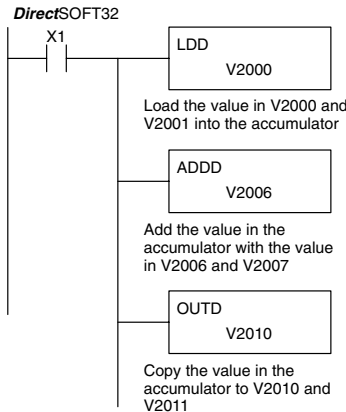 DirectSOFT32
X1
LDD
V2000
Load the value in V2000 and
V2001 into the accumulator
ADDD
V2006
Add the value in the
accumulator with the value
in V2006 and V2007
OUTD
V2010
Copy the value in the
accumulator to V2010 and
V2011